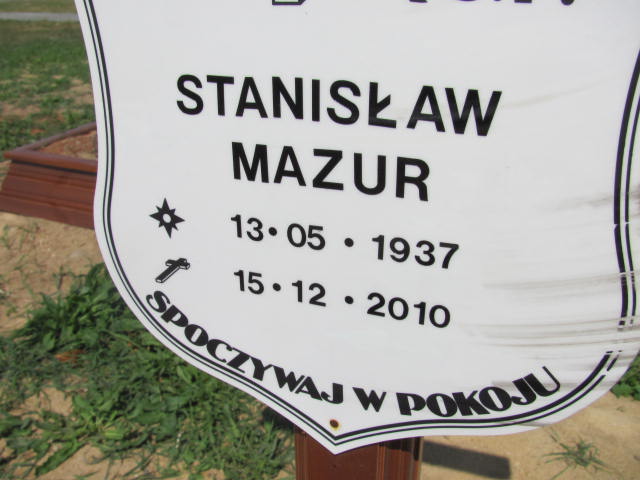 STANISŁAW
MAZUR
13•05•1937
15•12•2010
SPOCZYWAJ W POKOJU